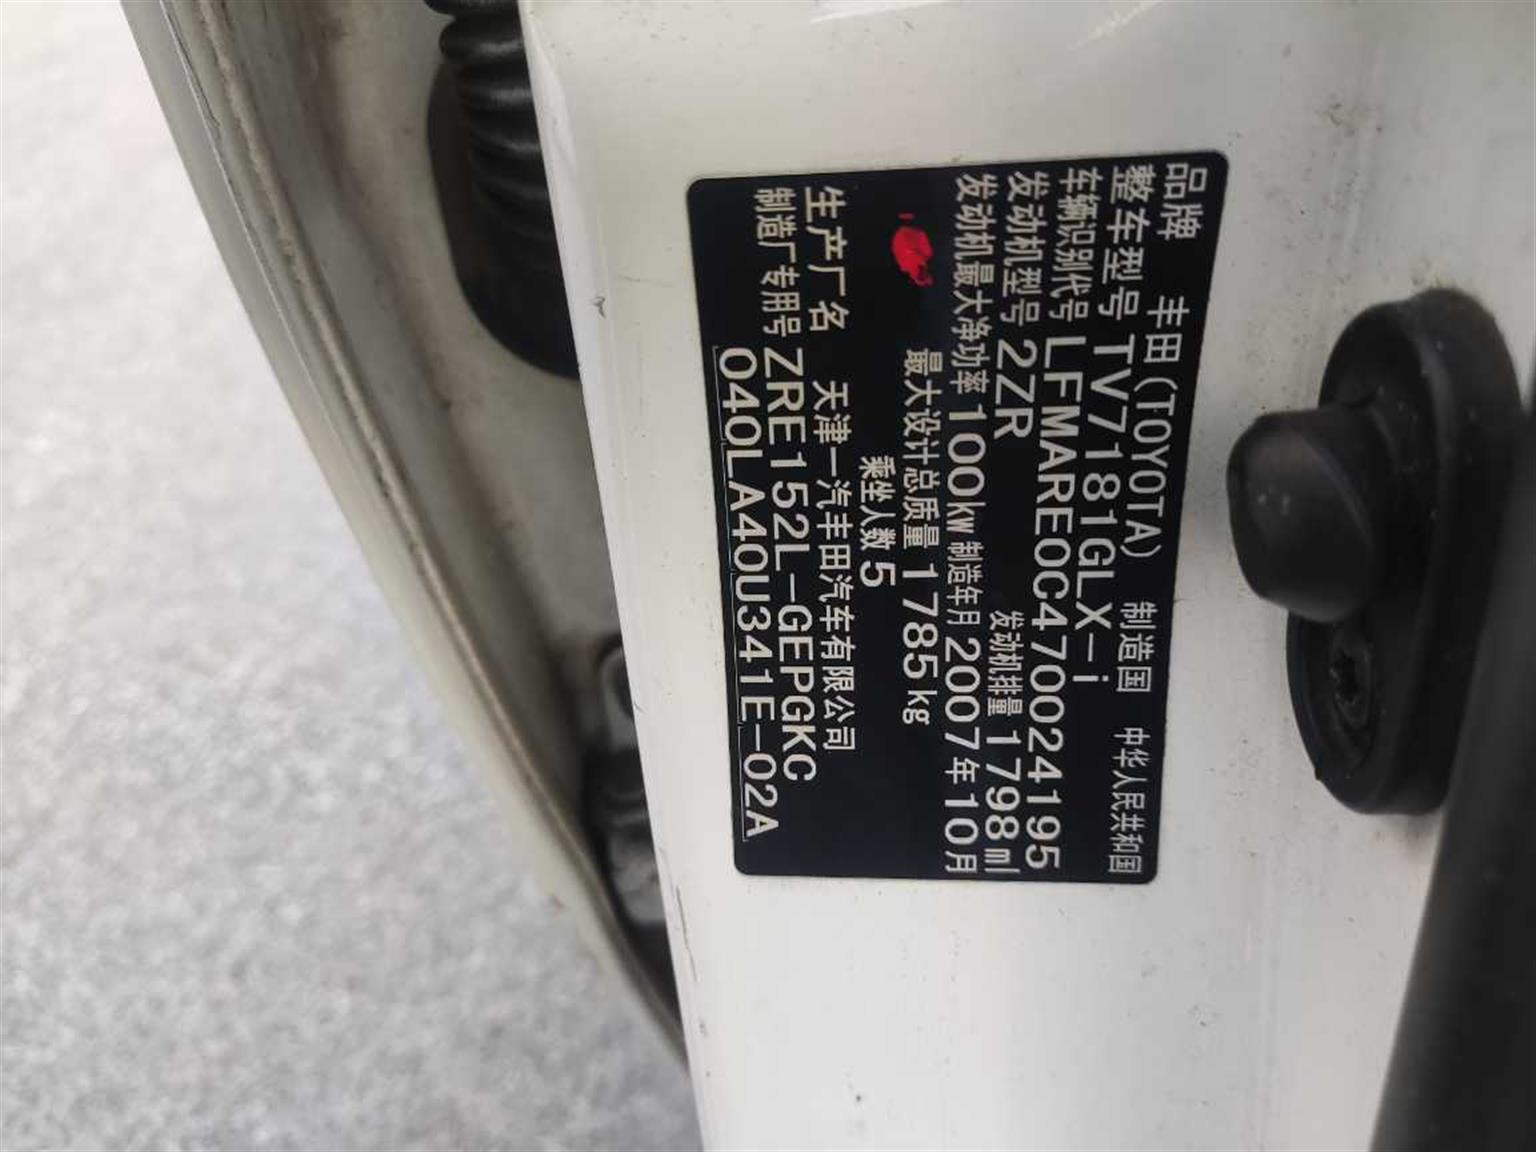 品牌 丰田(TOYOTA) 制造国 中华人民共和国
整车型号 TV7181GLX-i
车辆识别代号 LFMARE0C470024195
发动机型号 2ZR 发动机排量 1798ml
发动机最大净功率 100kW 制造年月 2007年10月
最大设计总质量 1785kg
乘坐人数 5
生产厂名 天津一汽丰田汽车有限公司
制造厂专用号 ZRE152L-GEPGKC
040LA40U341E-02A